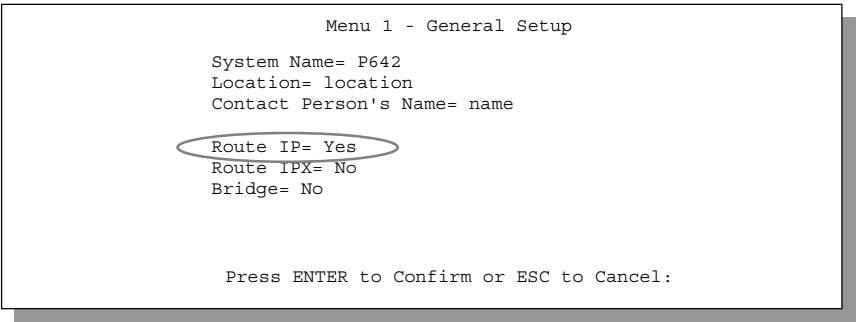 Menu 1 - General Setup
System Name= P642
Location= location
Contact Person's Name= name
Route IP= Yes
Route IPX= No
Bridge= No
Press ENTER to Confirm or ESC to Cancel: